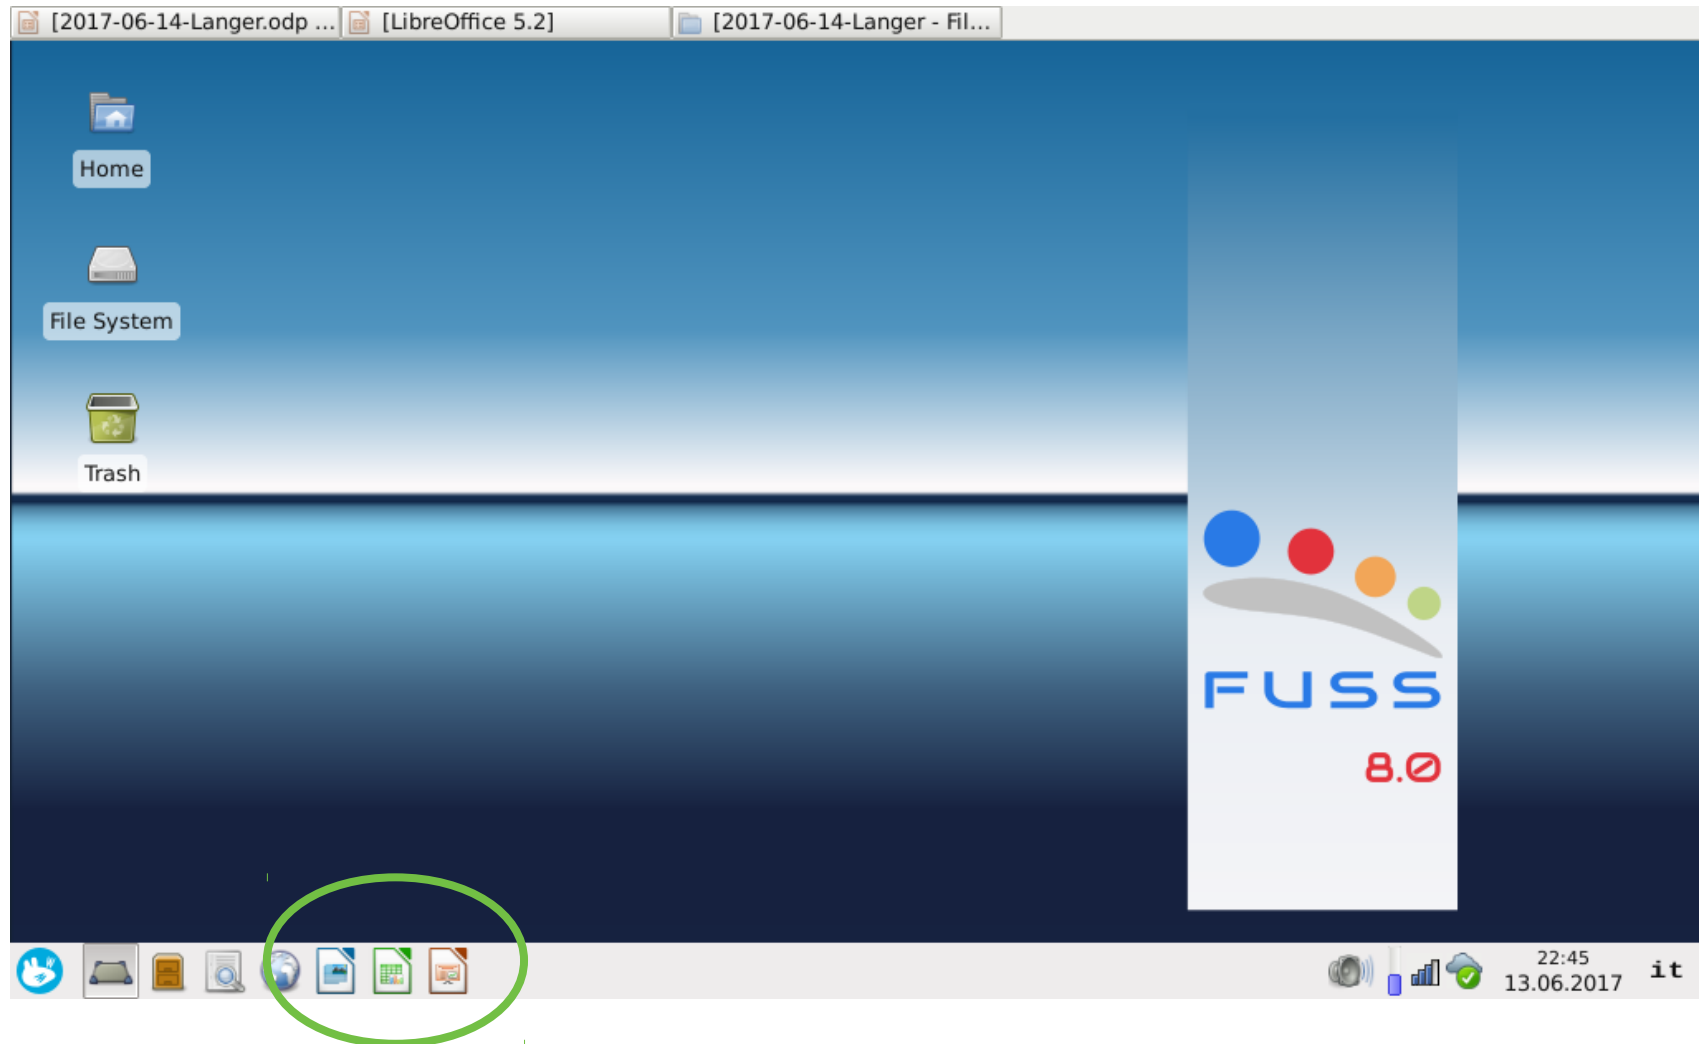 [2017-06-14-Langer.odp ... [LibreOffice 5.2] [2017-06-14-Langer - Fil...
Home
File System
Trash
FUSS
8.0
22:45
13.06.2017
it